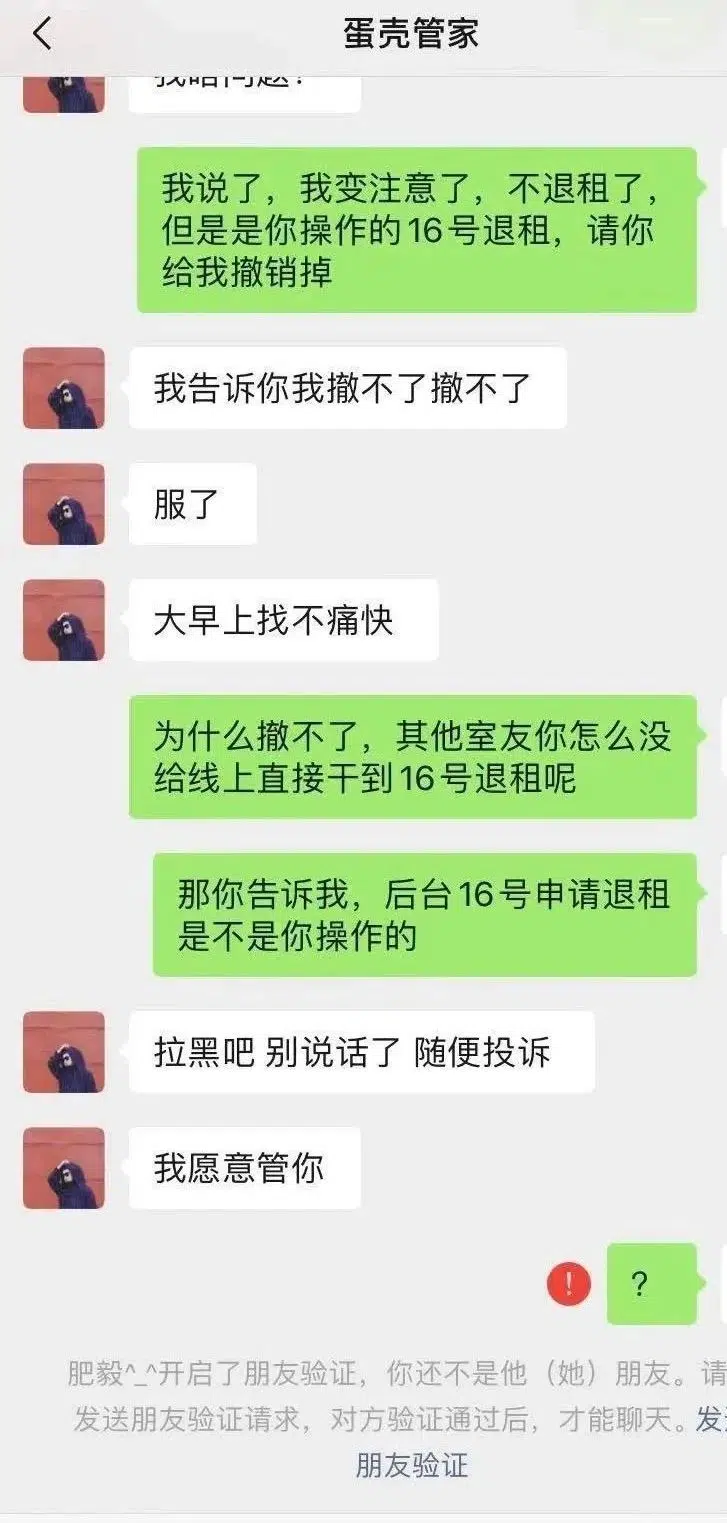 蛋壳管家
我说了，我变注意了，不退租了，
但是是你操作的16号退租，请你
给我撤销掉
我告诉你我撤不了撤不了
服了
大早上找不痛快
为什么撤不了，其他室友你怎么没
给线上直接干到16号退租呢
那你告诉我，后台16号申请退租
是不是你操作的
拉黑吧 别说话了 随便投诉
我愿意管你
！
？
肥毅^_^开启了朋友验证，你还不是他（她）朋友。请
发送朋友验证请求，对方验证通过后，才能聊天。发
朋友验证